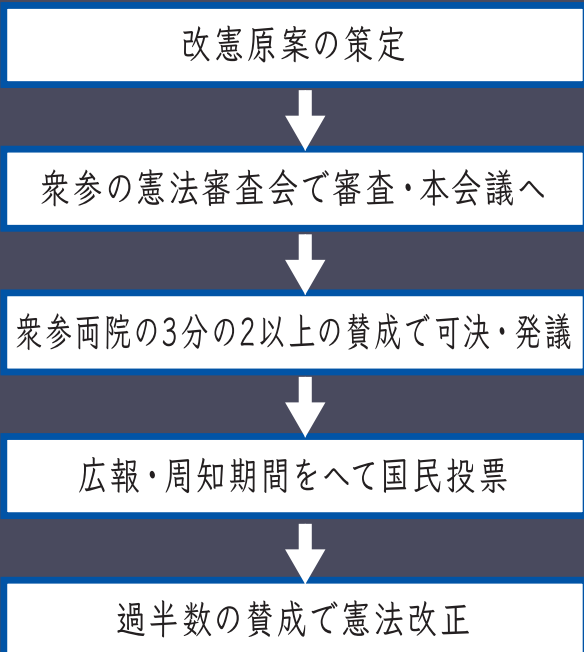 改憲原案の策定
衆参の憲法審査会で審査・本会議へ
衆参両院の3分の2以上の賛成で可決・発議
広報・周知期間をへて国民投票
過半数の賛成で憲法改正